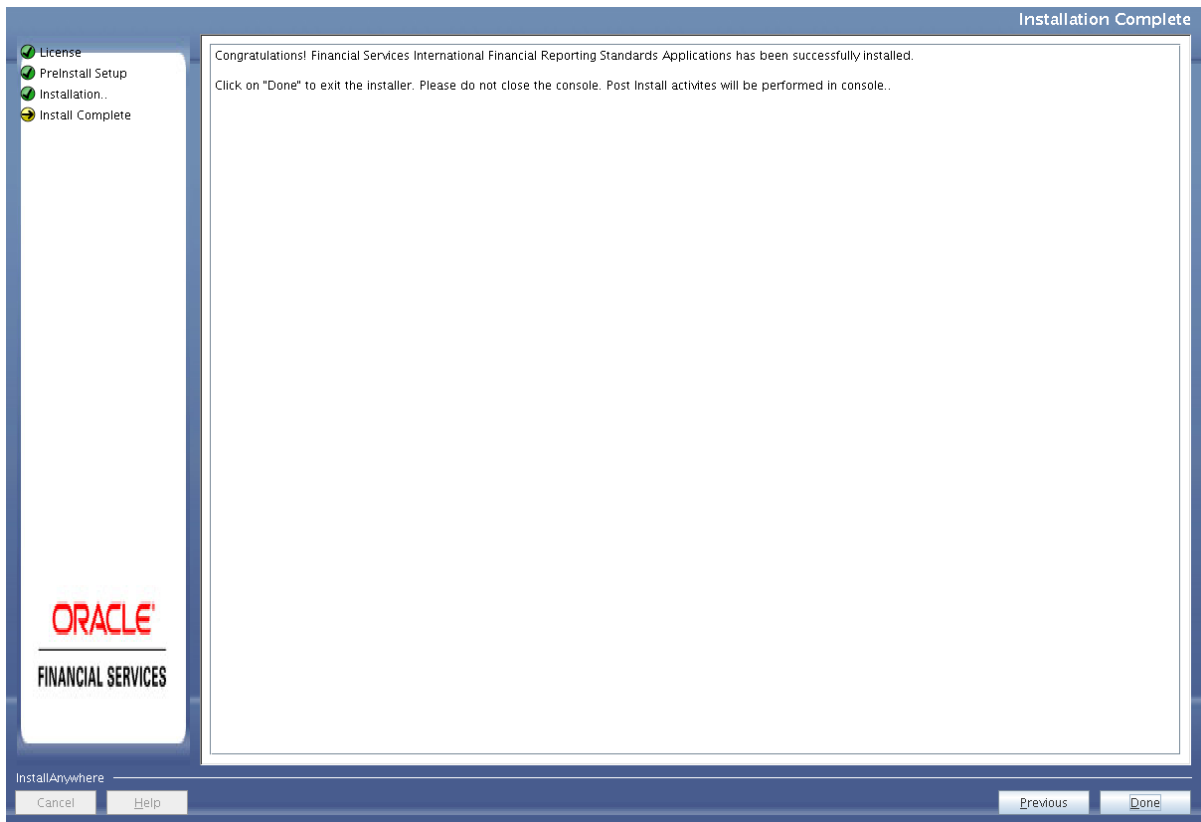 Installation Complete
License
PreInstall Setup
Installation..
Install Complete
Congratulations! Financial Services International Financial Reporting Standards Applications has been successfully installed.
Click on "Done" to exit the installer. Please do not close the console. Post Install activites will be performed in console..
ORACLE'
FINANCIAL SERVICES
InstallAnywhere
Cancel
Help
Previous
Done